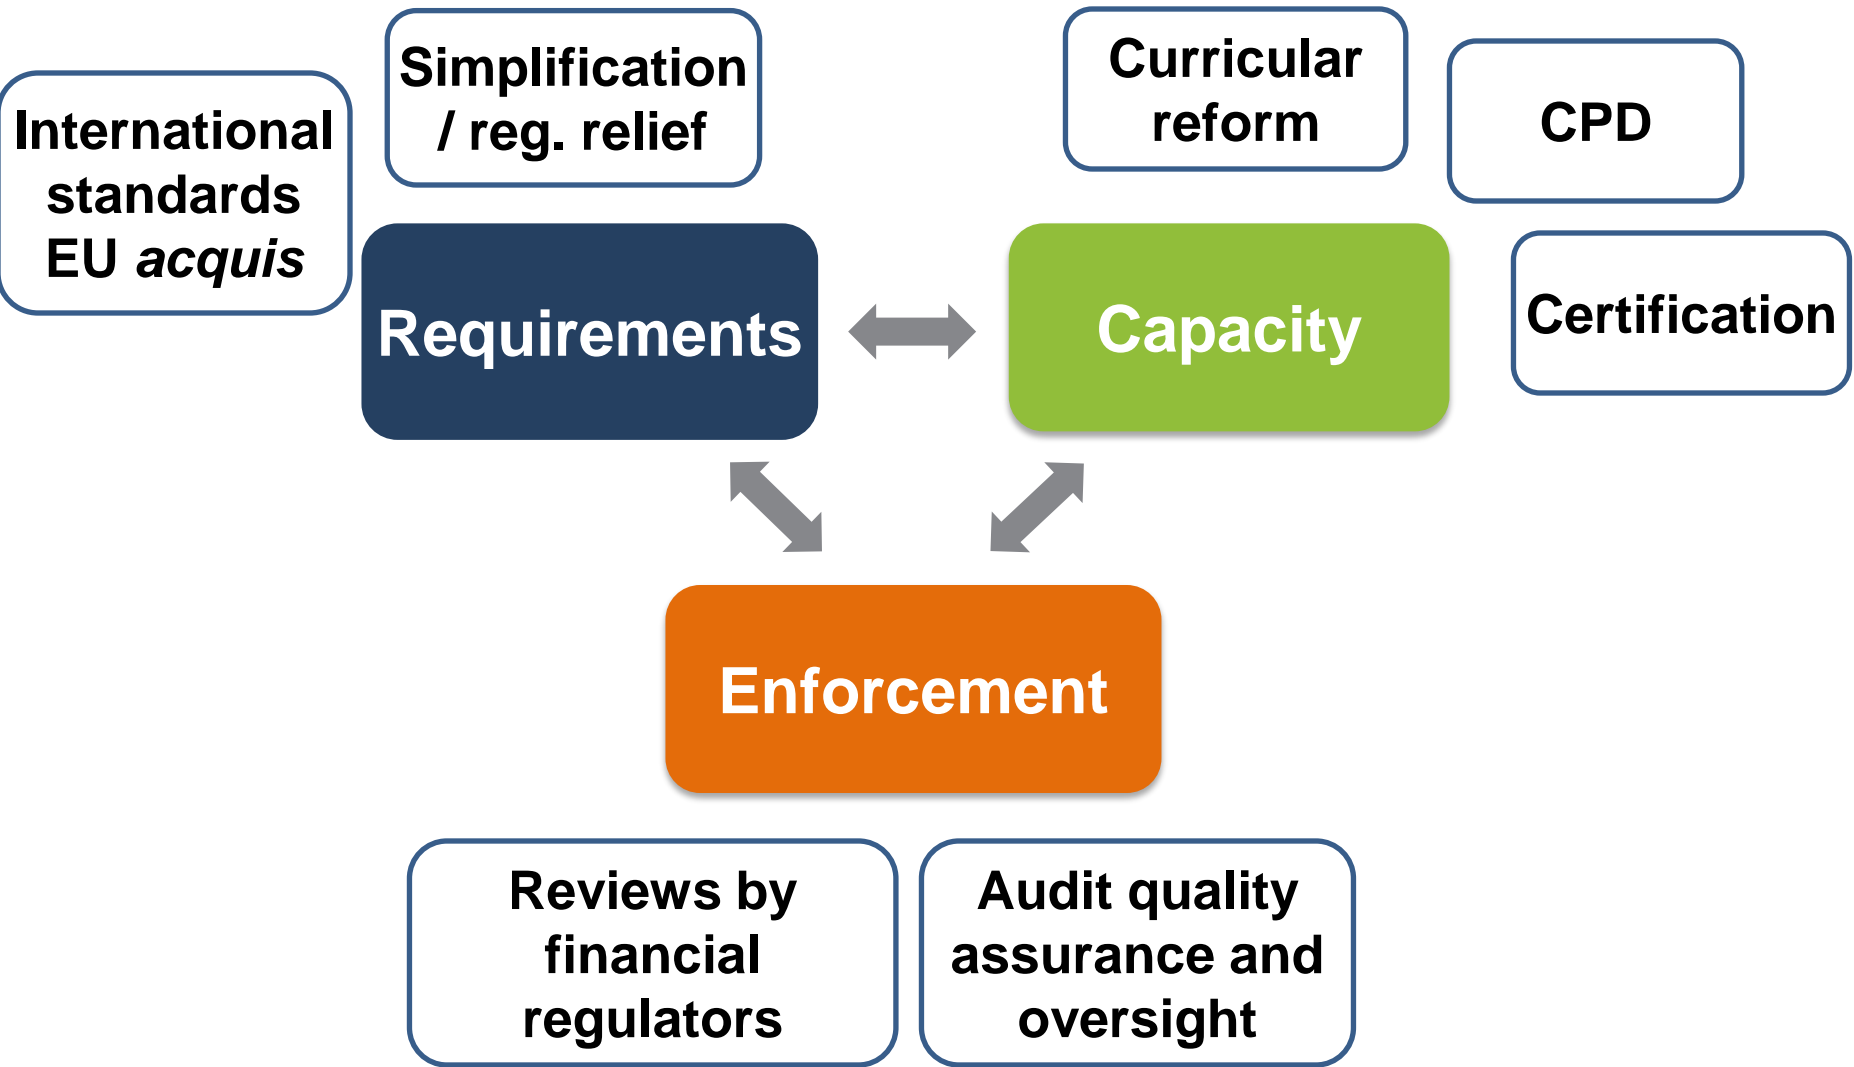 International
standards
EU acquis
Simplification
/ reg. relief
Curricular
reform
CPD
Certification
Requirements
Capacity
Enforcement
Reviews by
financial
regulators
Audit quality
assurance and
oversight